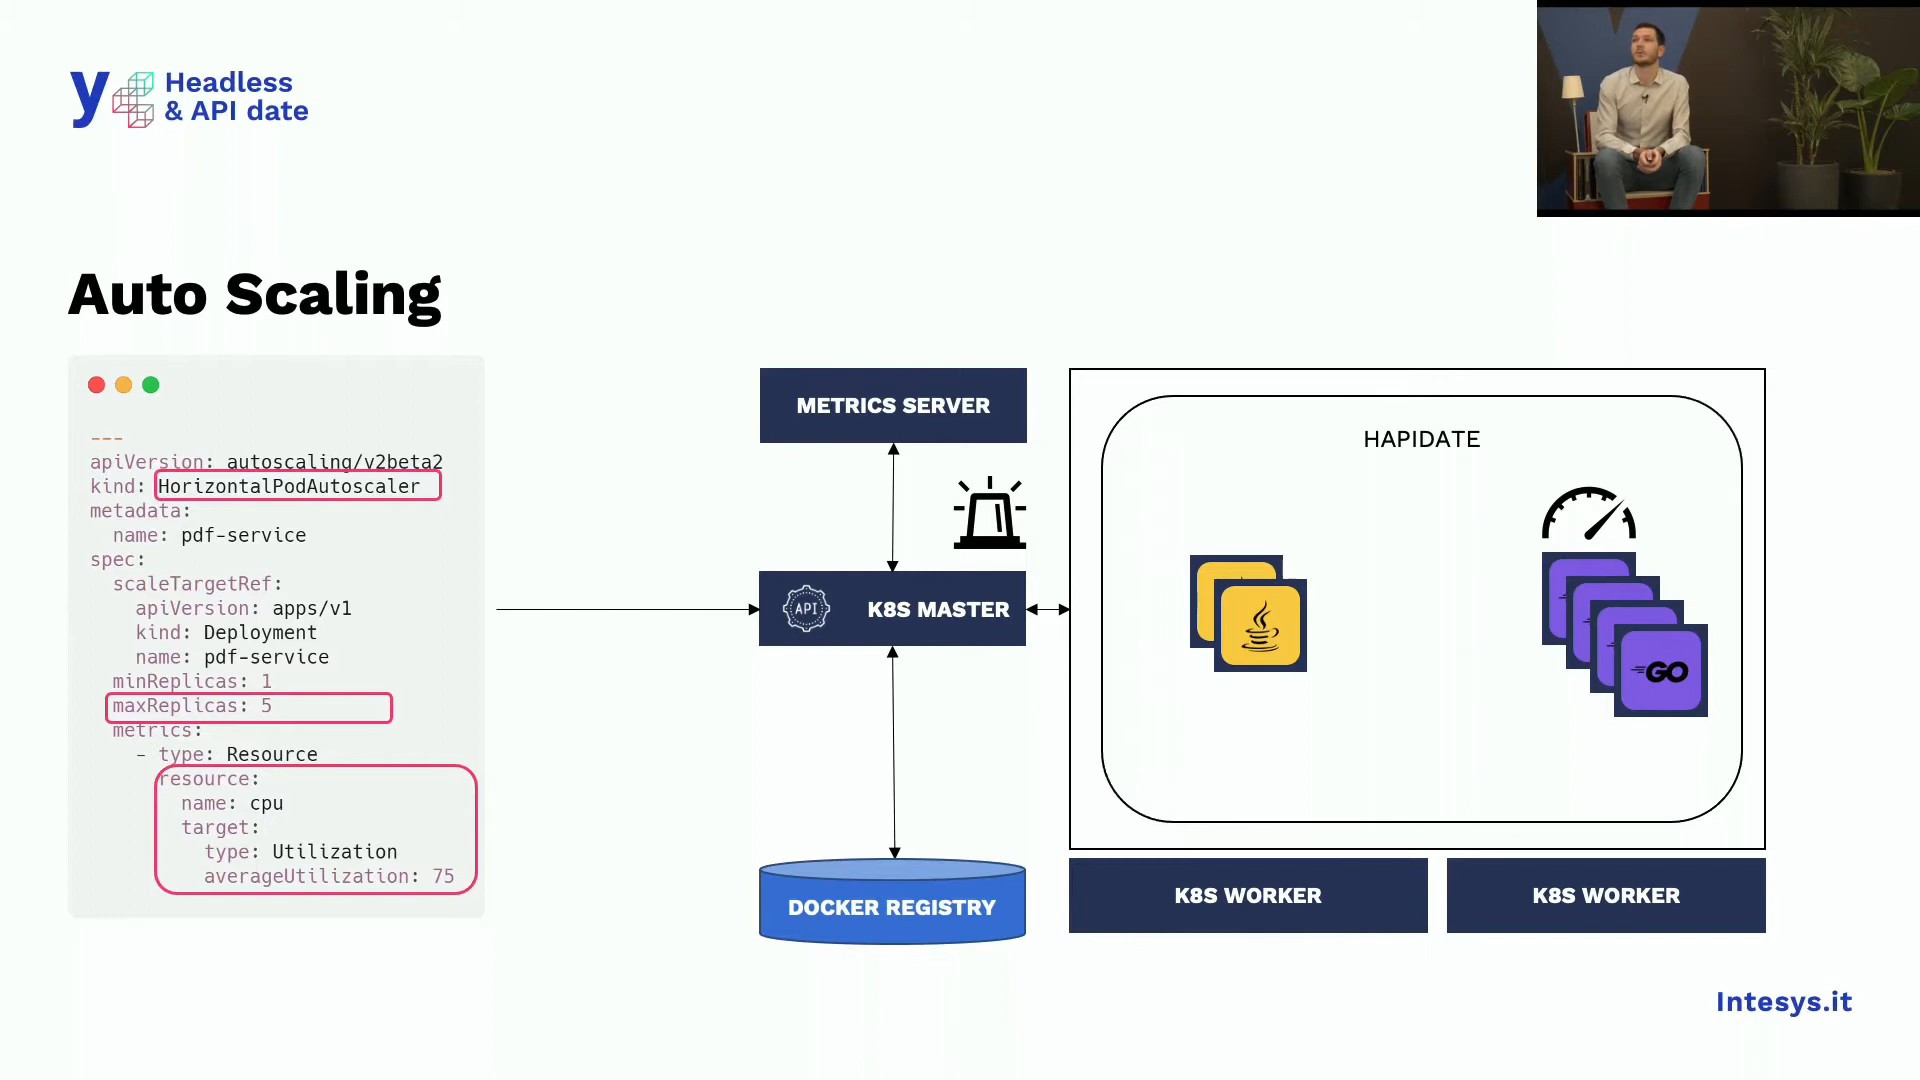 y Headless
& API date
Auto Scaling
---
apiVersion: autoscaling/v2beta2
kind: HorizontalPodAutoscaler
metadata:
name: pdf-service
spec:
scaleTargetRef:
apiVersion: apps/v1
kind: Deployment
name: pdf-service
minReplicas: 1
maxReplicas: 5
metrics:
- type: Resource
resource:
name: cpu
target:
type: Utilization
averageUtilization: 75
METRICS SERVER
API K8S MASTER
DOCKER REGISTRY
HAPIDATE
GO
K8S WORKER
K8S WORKER
Intesys.it